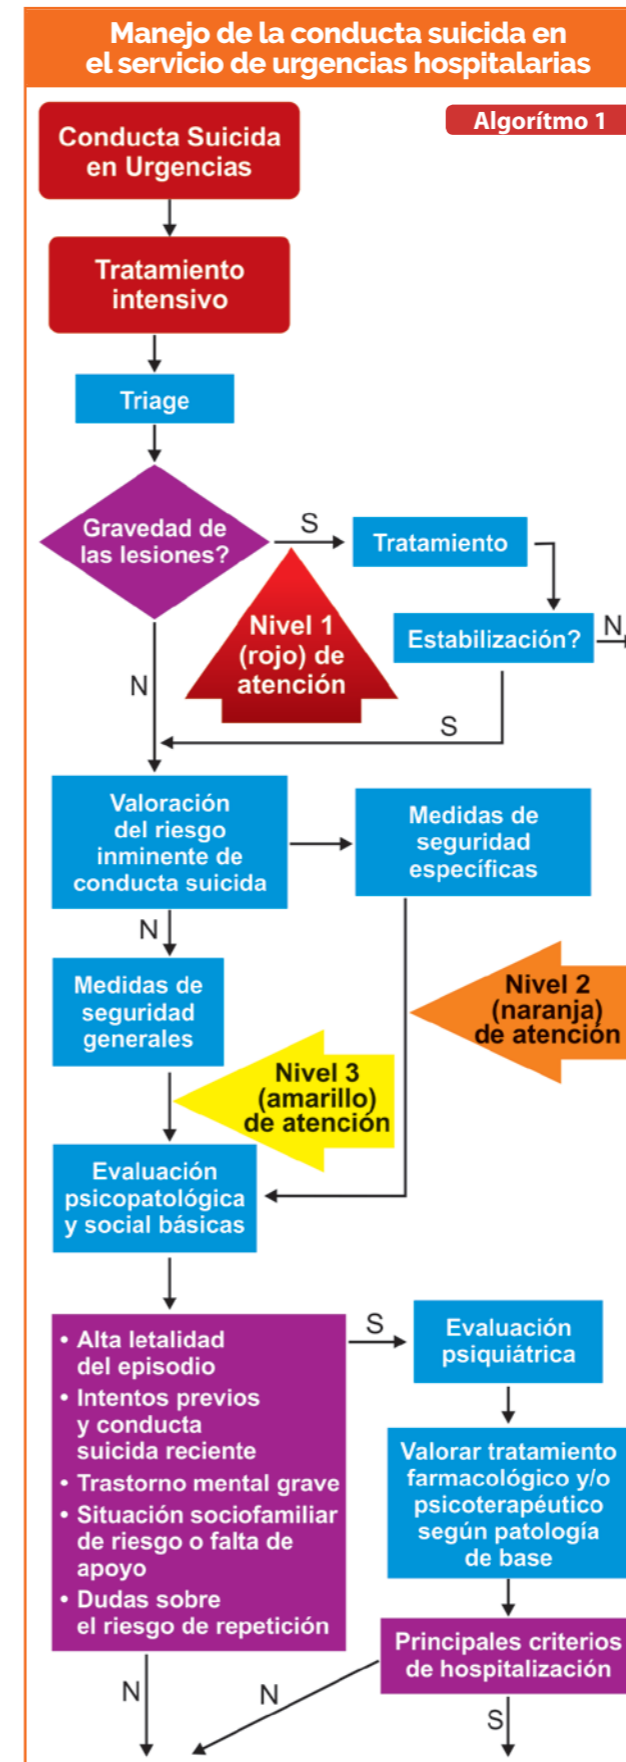 Manejo de la conducta suicida en
el servicio de urgencias hospitalarias
Algorítmo 1
Conducta Suicida
en Urgencias
Tratamiento
intensivo
Triage
Gravedad de
las lesiones?
S
Tratamiento
Nivel 1
(rojo) de
atención
Estabilización?
N
N
S
Valoración
del riesgo
inminente de
conducta suicida
Medidas de
seguridad
específicas
N
Medidas de
seguridad
generales
Nivel 2
(naranja)
de atención
Nivel 3
(amarillo)
de atención
Evaluación
psicopatológica
y social básicas
• Alta letalidad
del episodio
• Intentos previos
y conducta
suicida reciente
• Trastorno mental grave
• Situación sociofamiliar
de riesgo o falta de
apoyo
• Dudas sobre
el riesgo de repetición
S
Evaluación
psiquiátrica
Valorar tratamiento
farmacológico y/o
psicoterapéutico
según patología
de base
Principales criterios
de hospitalización
N
N
S